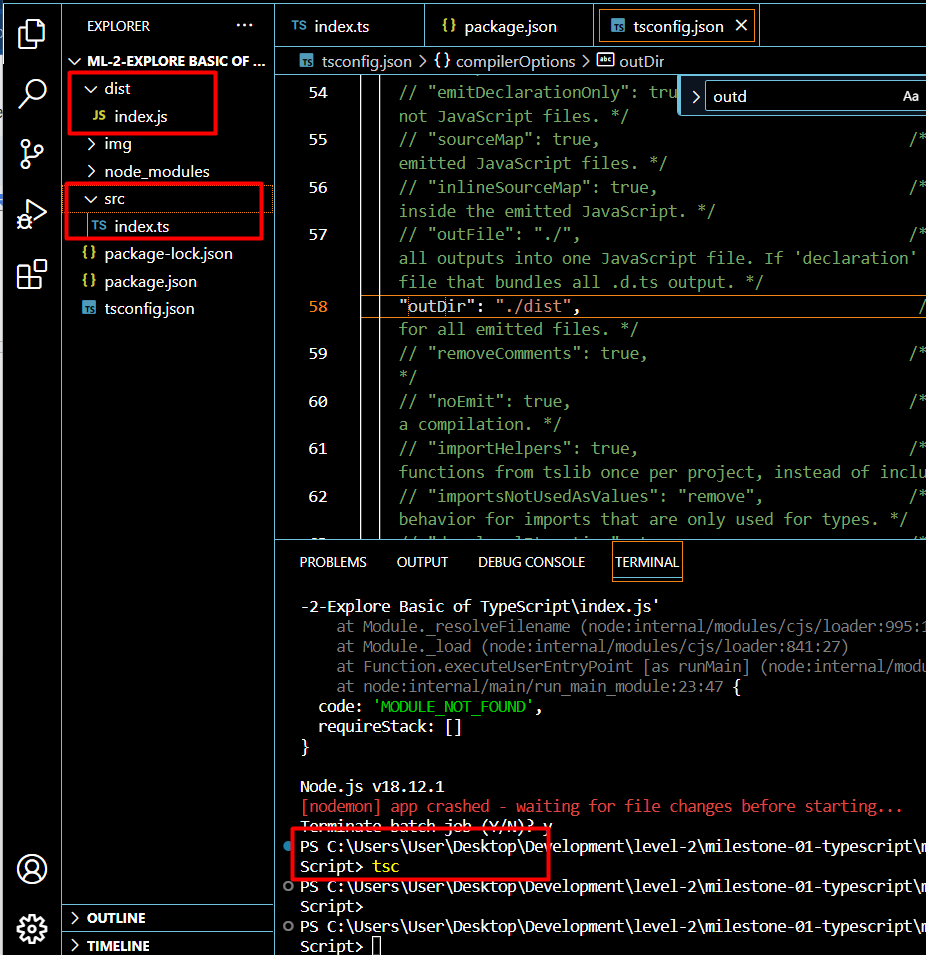 EXPLORER ...
TS index.ts {} package.json TS tsconfig.json
ML-2-EXPLORE BASIC OF ...
dist
JS index.js
img
node_modules
src
TS index.ts
{} package-lock.json
{} package.json
TS tsconfig.json
OUTLINE
TIMELINE
TS tsconfig.json > {} compilerOptions > abc outDir
outd Aa
54 // "emitDeclarationOnly": tru
not JavaScript files. */
55 // "sourceMap": true, /*
emitted JavaScript files. */
56 // "inlineSourceMap": true, /*
inside the emitted JavaScript. */
57 // "outFile": "./", /*
all outputs into one JavaScript file. If 'declaration'
file that bundles all .d.ts output. */
58 "outDir": "./dist", /
for all emitted files. */
59 // "removeComments": true, /*
*/
60 // "noEmit": true, /*
a compilation. */
61 // "importHelpers": true, /*
functions from tslib once per project, instead of inclu
62 // "importsNotUsedAsValues": "remove", /*
behavior for imports that are only used for types. */
PROBLEMS OUTPUT DEBUG CONSOLE TERMINAL
-2-Explore Basic of TypeScript\index.js'
at Module._resolveFilename (node:internal/modules/cjs/loader:995:1
at Module._load (node:internal/modules/cjs/loader:841:27)
at Function.executeUserEntryPoint [as runMain] (node:internal/modu
at node:internal/main/run_main_module:23:47 {
code: 'MODULE_NOT_FOUND',
requireStack: []
}
Node.js v18.12.1
[nodemon] app crashed - waiting for file changes before starting...
Terminate batch job (Y/N)? y
PS C:\Users\User\Desktop\Development\level-2\milestone-01-typescript\m
Script> tsc
PS C:\Users\User\Desktop\Development\level-2\milestone-01-typescript\m
Script>
PS C:\Users\User\Desktop\Development\level-2\milestone-01-typescript\m
Script>